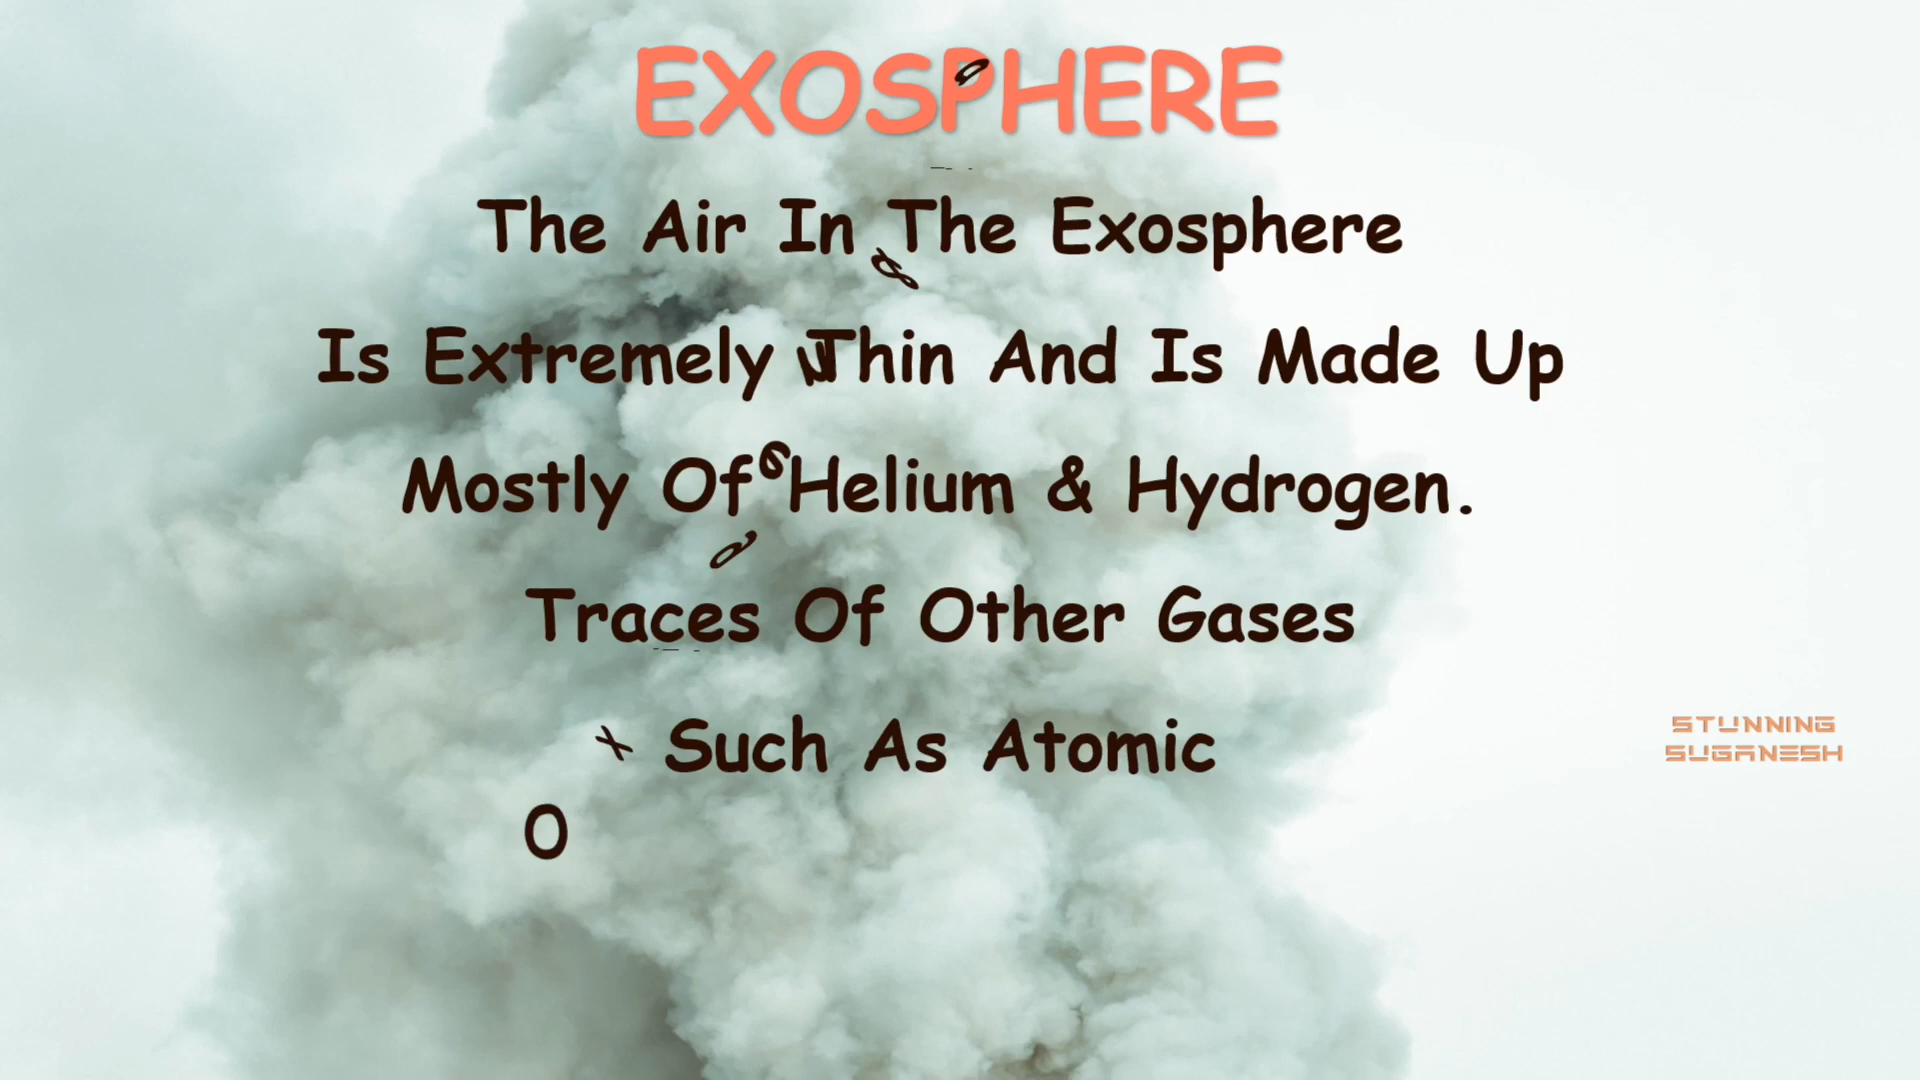 EXOSPHERE
The Air In The Exosphere
Is Extremely Thin And Is Made Up
Mostly Of Helium & Hydrogen.
Traces Of Other Gases
Such As Atomic
O
STUNNING
SUGANESH